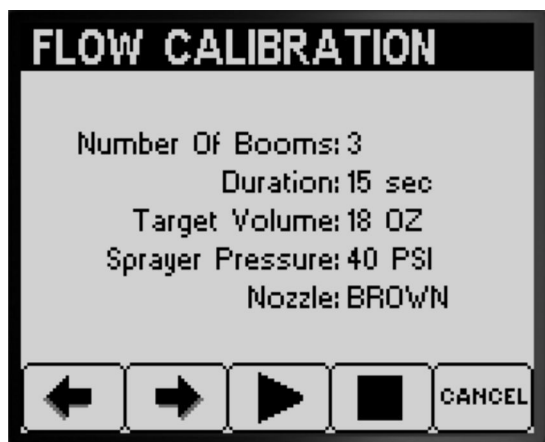 FLOW CALIBRATION
Number Of Booms: 3
Duration: 15 sec
Target Volume: 18 OZ
Sprayer Pressure: 40 PSI
Nozzle: BROWN
CANCEL